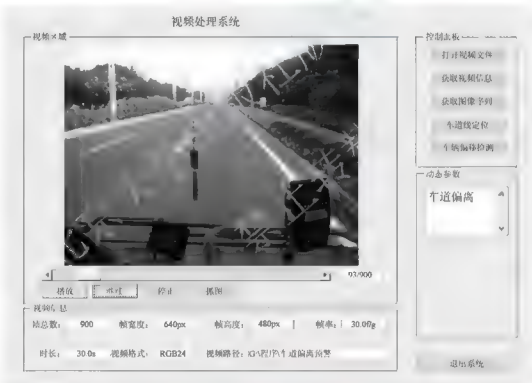 视频处理系统
视频区域
控制面板
打开视频文件
获取视频信息
获取图像序列
车道线定位
车辆偏移检测
动态参数
车道偏离
93/900
播放
停止
抓图
视频信息
帧总数: 900 帧宽度: 640px 帧高度: 480px 帧率: 30.0fg
时长: 30.0s 视频格式: RGB24 视频路径:
退出系统